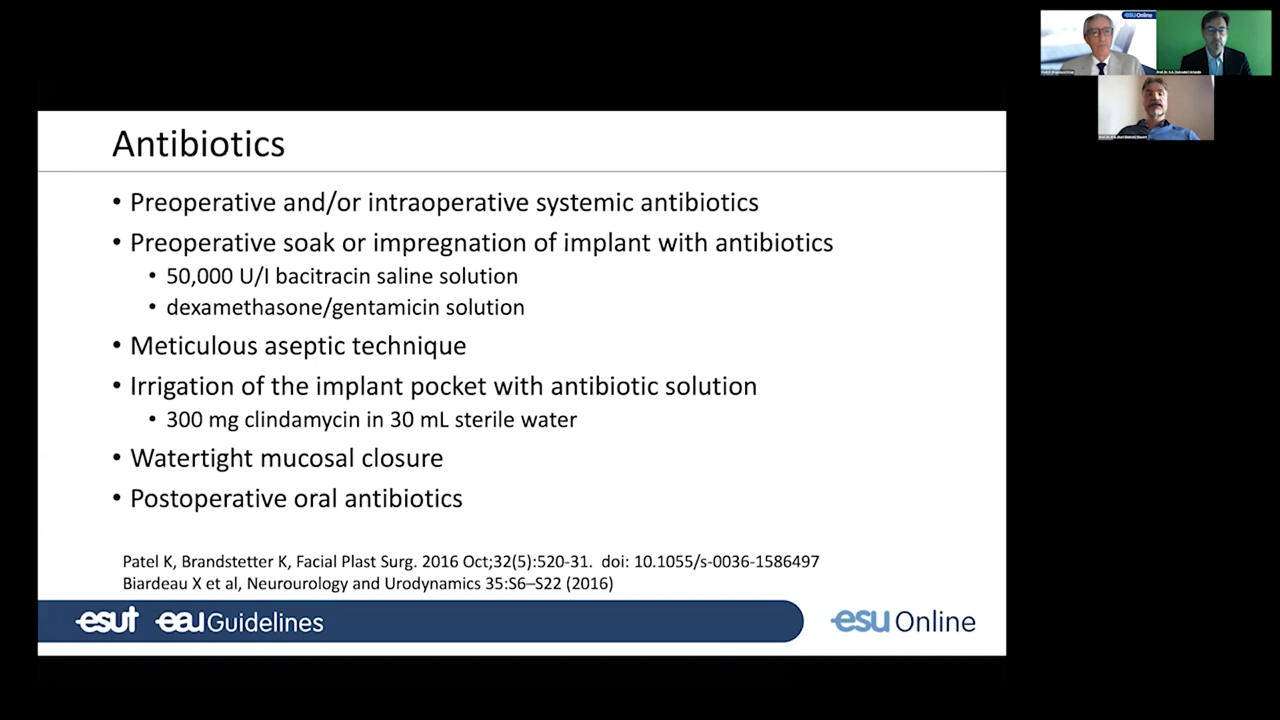 Antibiotics
• Preoperative and/or intraoperative systemic antibiotics
• Preoperative soak or impregnation of implant with antibiotics
• 50,000 U/l bacitracin saline solution
• dexamethasone/gentamicin solution
• Meticulous aseptic technique
• Irrigation of the implant pocket with antibiotic solution
• 300 mg clindamycin in 30 mL sterile water
• Watertight mucosal closure
• Postoperative oral antibiotics
Patel K, Brandstetter K, Facial Plast Surg. 2016 Oct;32(5):520-31. doi: 10.1055/s-0036-1586497
Biardeau X et al, Neurourology and Urodynamics 35:S6–S22 (2016)
esut eau Guidelines
esu Online
esu Online